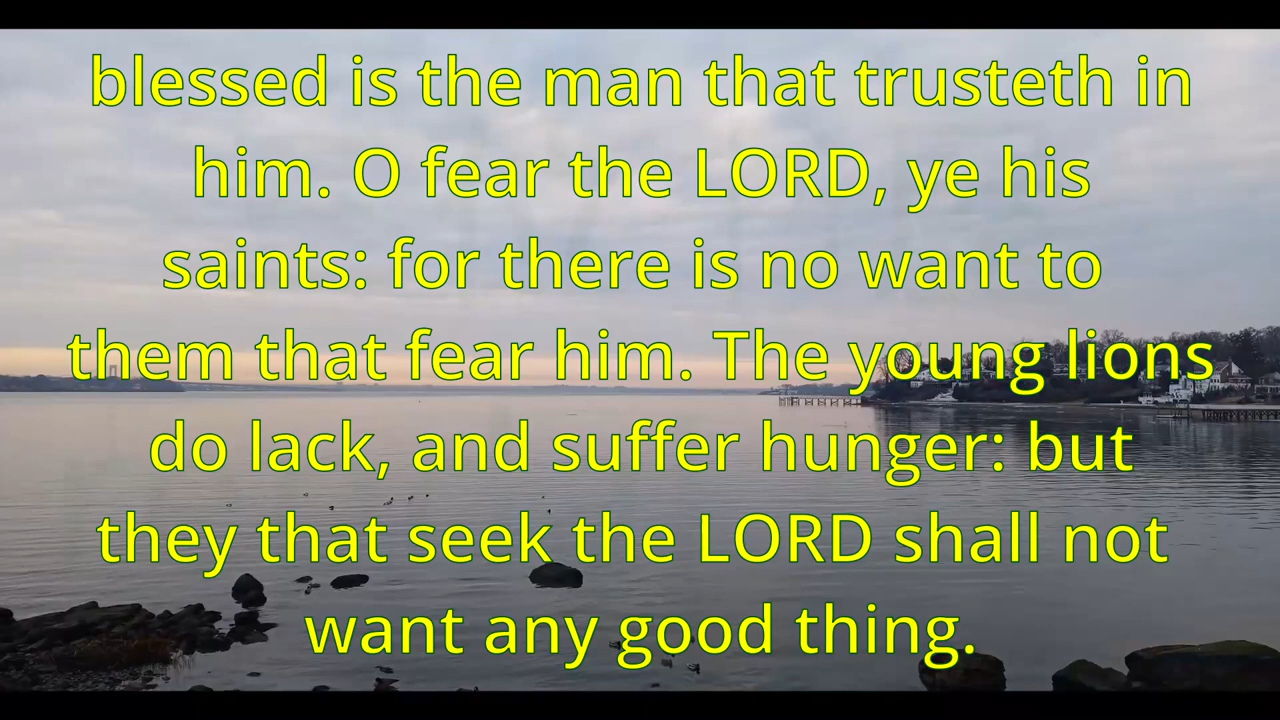 blessed is the man that trusteth in
him. O fear the LORD, ye his
saints: for there is no want to
them that fear him. The young lions
do lack, and suffer hunger: but
they that seek the LORD shall not
want any good thing.